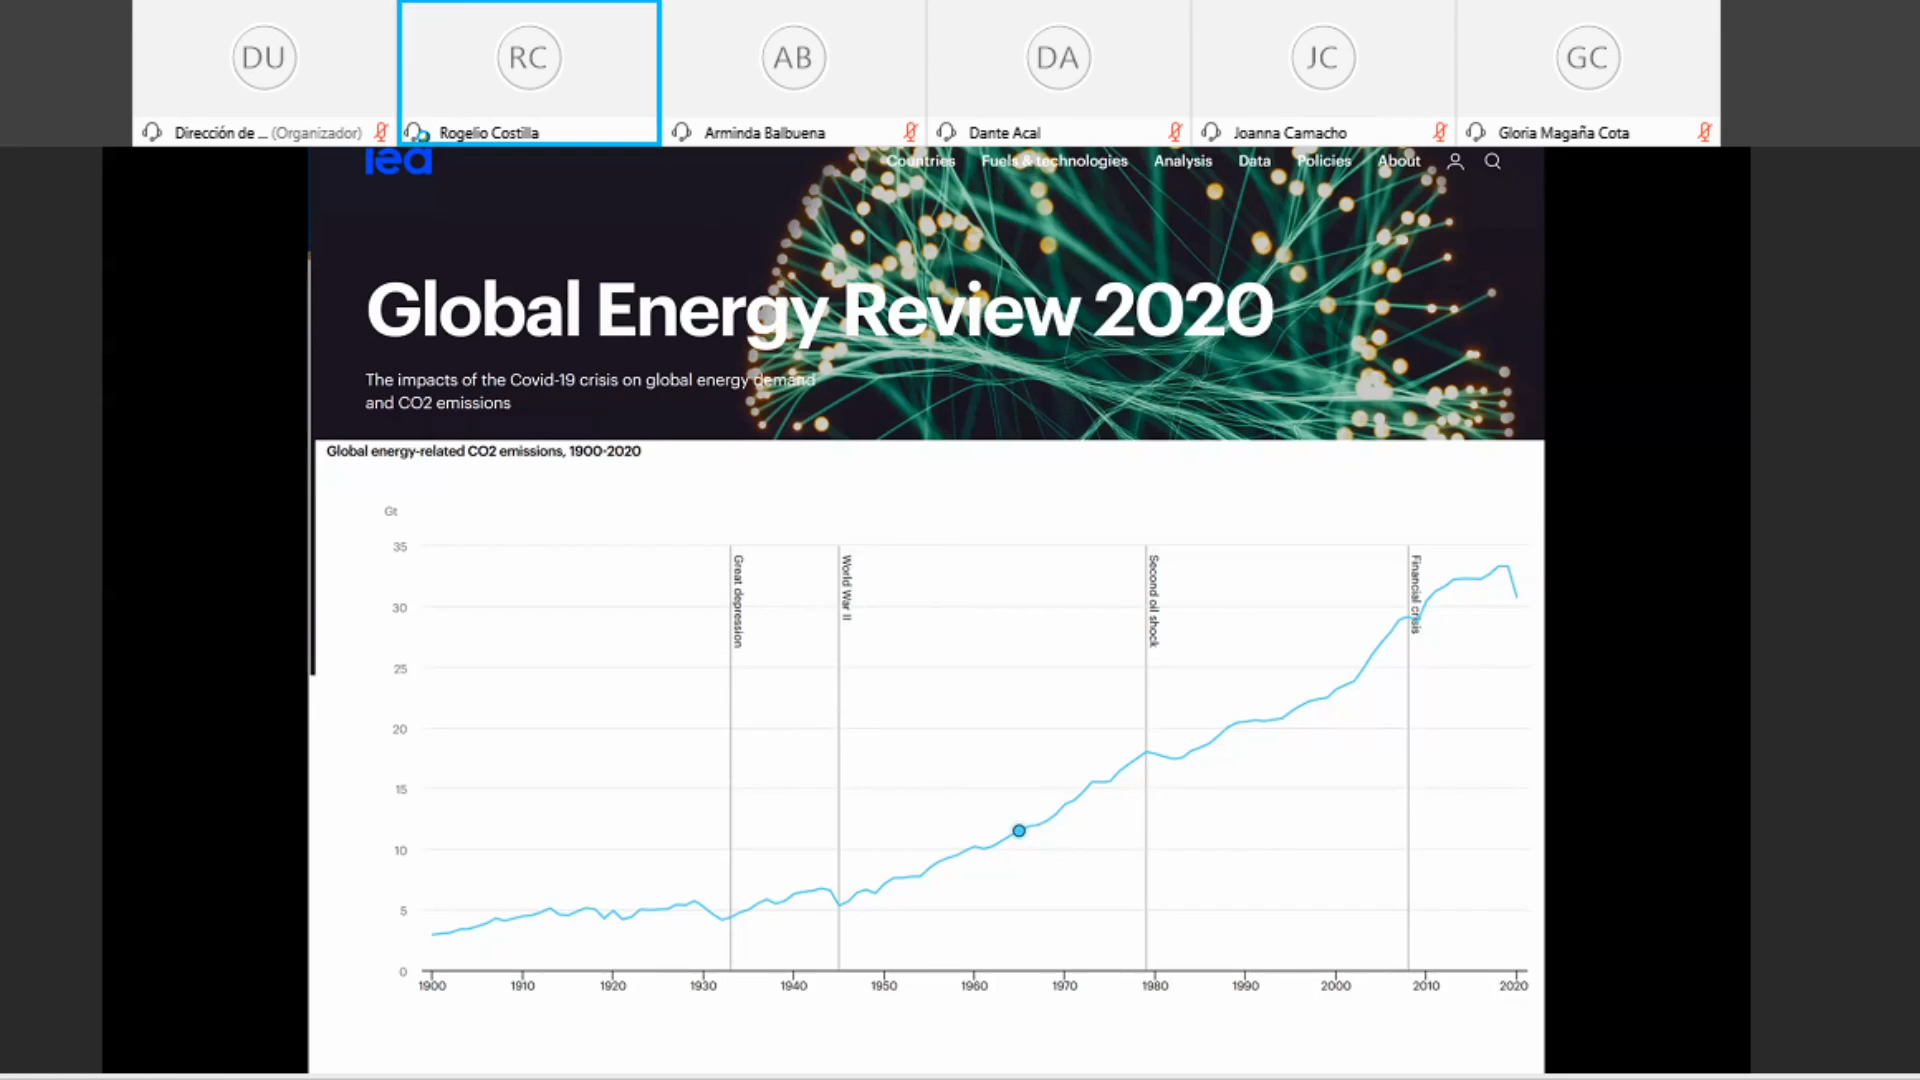 DU
RC
AB
DA
JC
GC
Dirección de ... (Organizador)
Rogelio Costilla
Arminda Balbuena
Dante Acal
Joanna Camacho
Gloria Magaña Cota
iea
Countries Fuels & technologies Analysis Data Policies About
Global Energy Review 2020
The impacts of the Covid-19 crisis on global energy demand
and CO2 emissions
Global energy-related CO2 emissions, 1900-2020
Gt
35
30
25
20
15
10
5
0
Great depression
World War II
Second oil shock
Financial crisis
1900 1910 1920 1930 1940 1950 1960 1970 1980 1990 2000 2010 2020